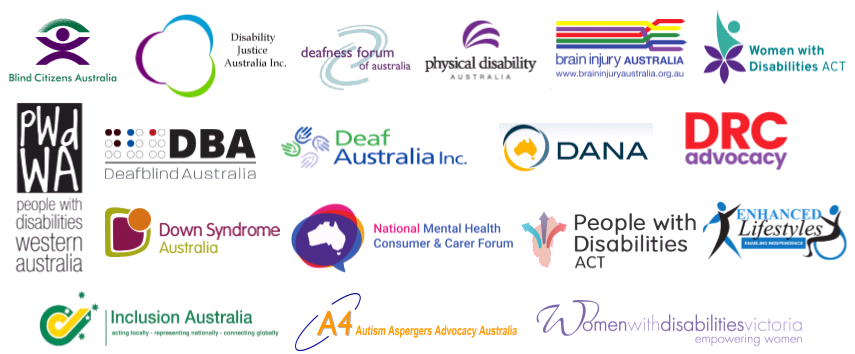 Blind Citizens Australia
Disability
Justice
Australia Inc.
deafness forum
of australia
physical disability
AUSTRALIA
brain injury AUSTRALIA
www.braininjuryaustralia.org.au
Women with
Disabilities ACT
PWd
WA
people with
disabilities
western
australia
DBA
Deafblind Australia
Deaf
Australia Inc.
DANA
DRC
advocacy
Down Syndrome
Australia
National Mental Health
Consumer & Carer Forum
People with
Disabilities
ACT
ENHANCED
Lifestyles
ENABLING INDEPENDENCE
Inclusion Australia
acting locally - representing nationally - connecting globally
A4 Autism Aspergers Advocacy Australia
Womenwithdisabilitiesvictoria
empowering women